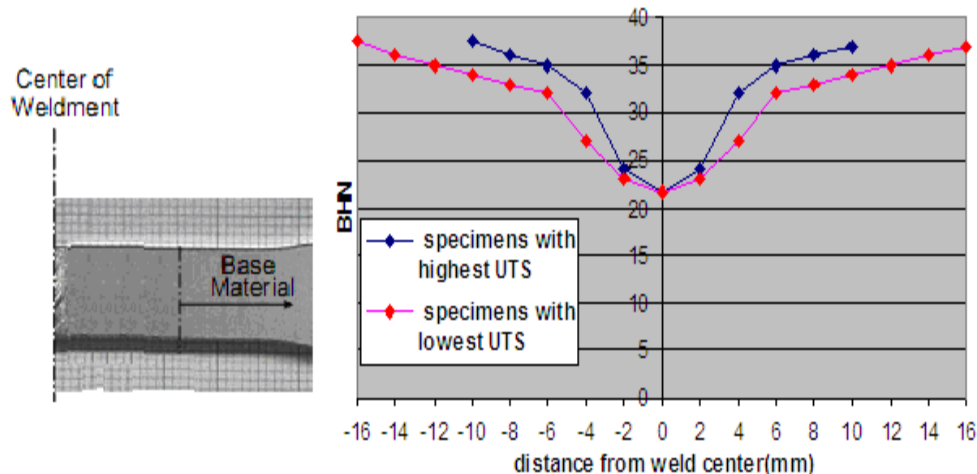 Center of
Weldment
Base
Material
BHN
40
35
30
25
20
15
10
5
0
specimens with
highest UTS
specimens with
lowest UTS
-16 -14 -12 -10 -8 -6 -4 -2 0 2 4 6 8 10 12 14 16
distance from weld center(mm)